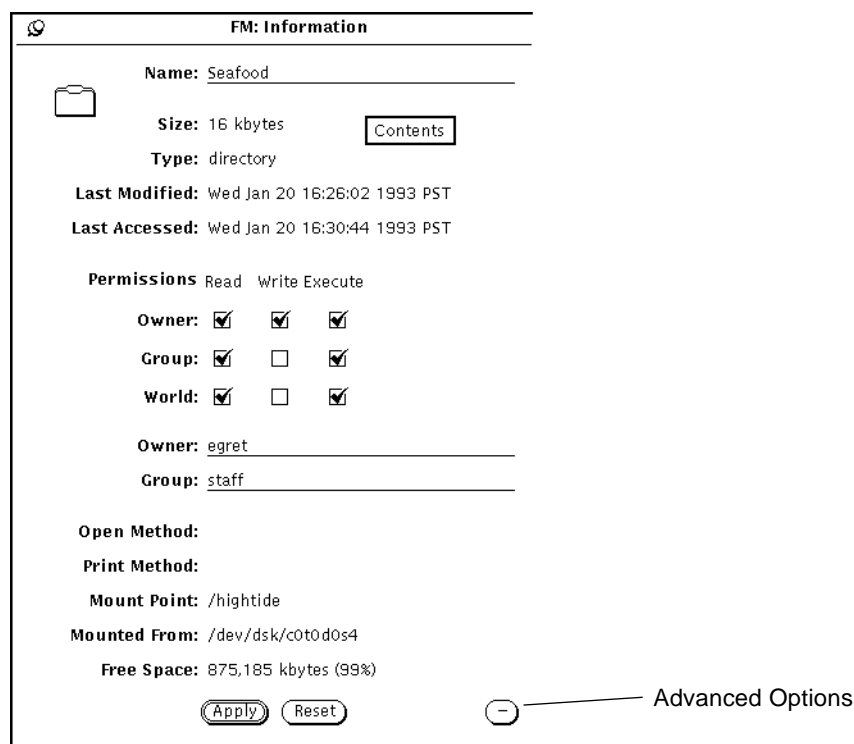 FM: Information
Name: Seafood
Size: 16 kbytes Contents
Type: directory
Last Modified: Wed Jan 20 16:26:02 1993 PST
Last Accessed: Wed Jan 20 16:30:44 1993 PST
Permissions Read Write Execute
Owner:
Group:
World:
Owner: egret
Group: staff
Open Method:
Print Method:
Mount Point: /hightide
Mounted From: /dev/dsk/c0t0d0s4
Free Space: 875,185 kbytes (99%)
Apply Reset – Advanced Options